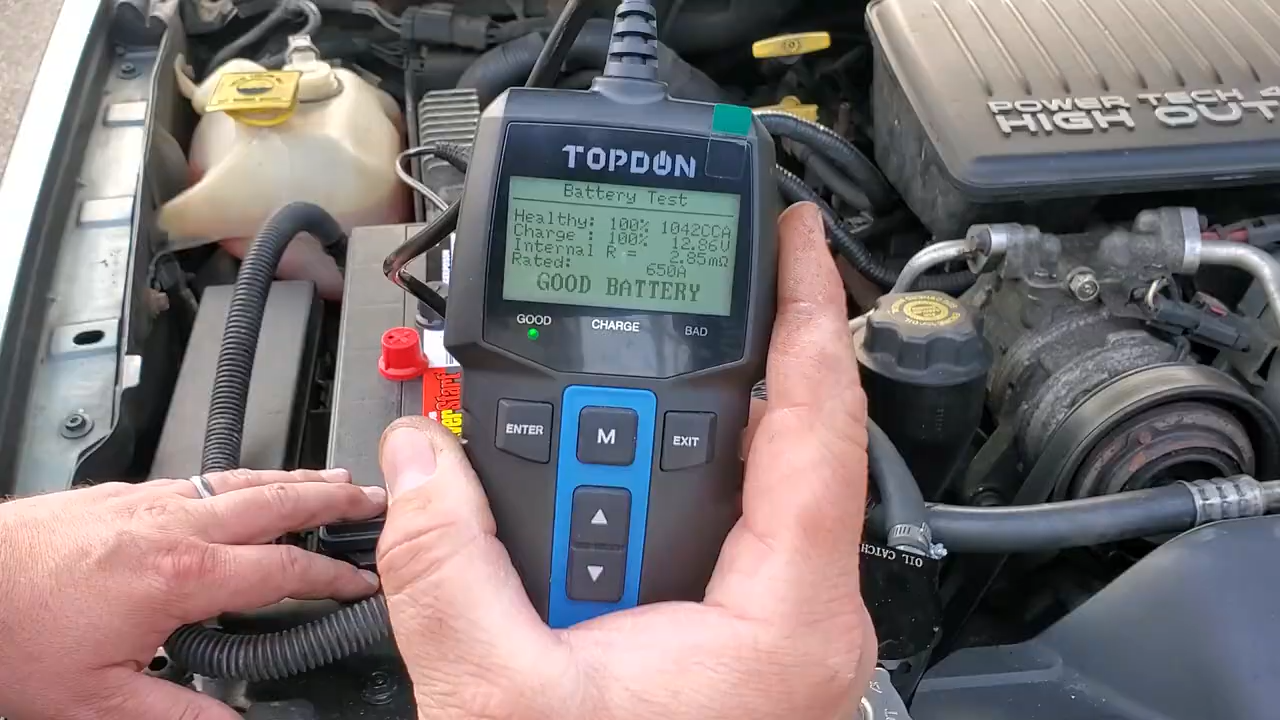 TOPDON
Battery Test
Healthy: 100% 1042CCA
Charge : 100% 12.86V
Internal R = 2.85mΩ
Rated: 650A
GOOD BATTERY
GOOD
CHARGE
BAD
ENTER
M
EXIT
POWER TECH 4
HIGH OUT
OIL CATCH